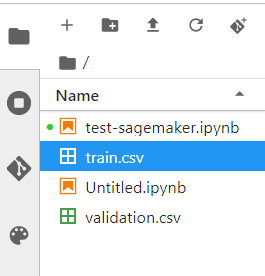 /
Name
test-sagemaker.ipynb
train.csv
Untitled.ipynb
validation.csv